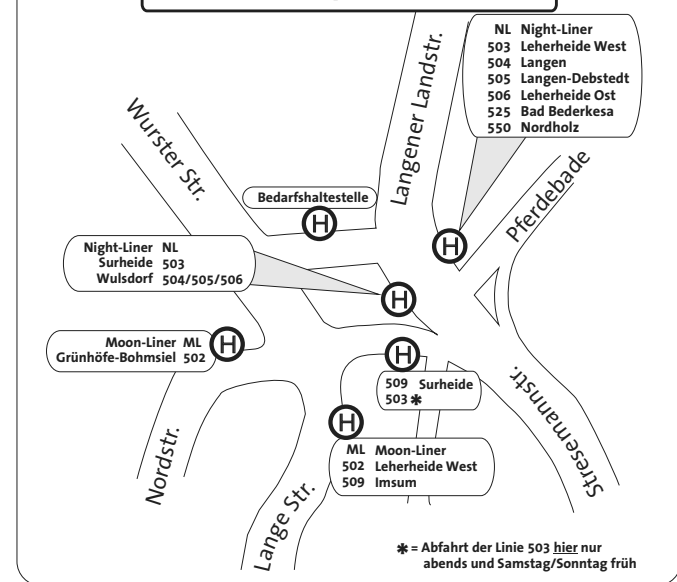 NL Night-Liner
503 Leherheide West
504 Langen
505 Langen-Debstedt
506 Leherheide Ost
525 Bad Bederkesa
550 Nordholz
Langener Landstr.
Wurster Str.
Pferdebade
Bedarfshaltestelle
H
H
Night-Liner NL
Surheide 503
Wulsdorf 504/505/506
H
Moon-Liner ML
Grünhöfe-Bohmsiel 502
H
H
509 Surheide
503 *
Stresemannstr.
H
ML Moon-Liner
502 Leherheide West
509 Imsum
Nordstr.
Lange Str.
* = Abfahrt der Linie 503 hier nur
abends und Samstag/Sonntag früh